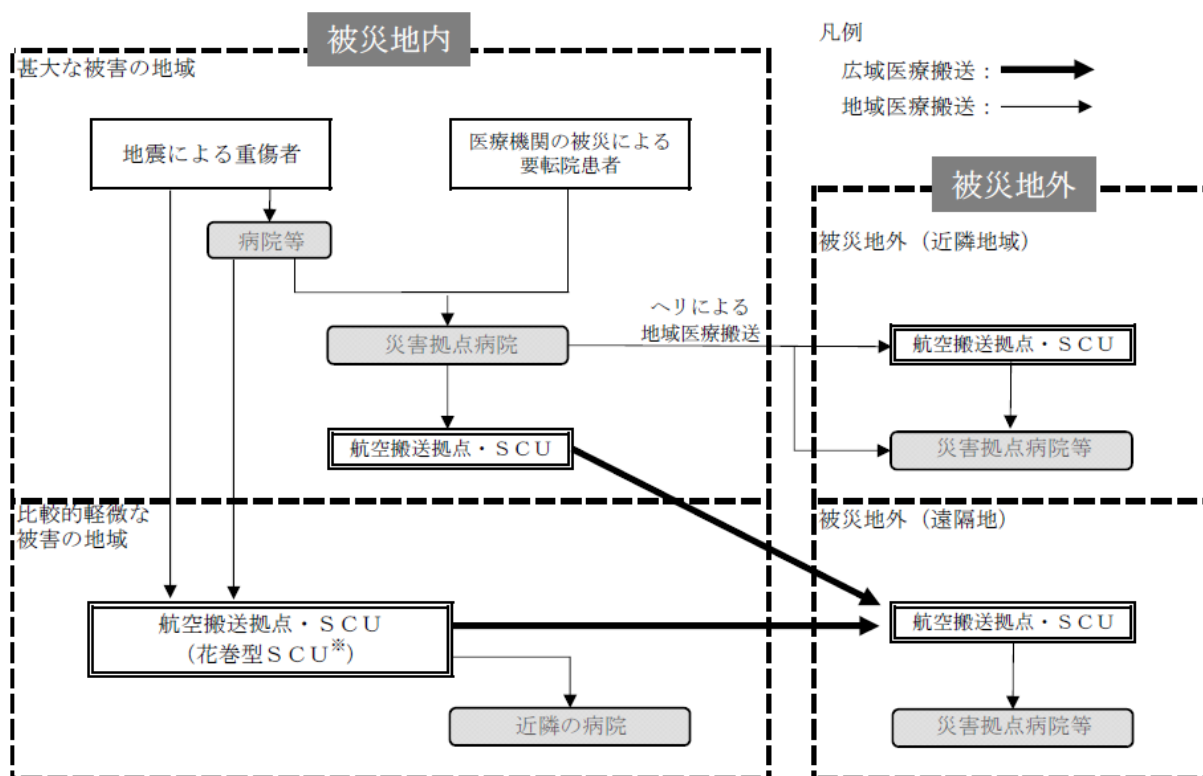 被災地内
甚大な被害の地域
地震による重傷者
医療機関の被災による
要転院患者
病院等
災害拠点病院
ヘリによる
地域医療搬送
航空搬送拠点・ＳＣＵ
比較的軽微な
被害の地域
航空搬送拠点・ＳＣＵ
（花巻型ＳＣＵ※）
近隣の病院
凡例
広域医療搬送：
地域医療搬送：
被災地外
被災地外（近隣地域）
航空搬送拠点・ＳＣＵ
災害拠点病院等
被災地外（遠隔地）
航空搬送拠点・ＳＣＵ
災害拠点病院等